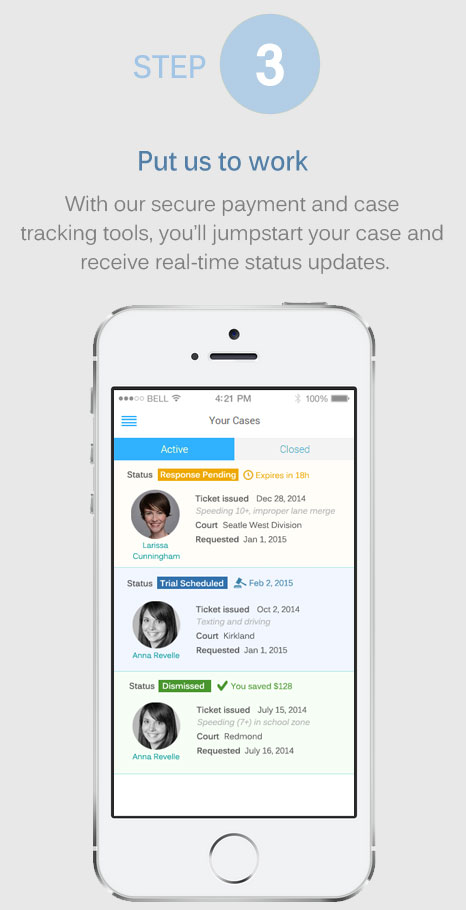 STEP 3
Put us to work
With our secure payment and case
tracking tools, you'll jumpstart your case and
receive real-time status updates.
BELL 4:21 PM 100%
Your Cases
Active Closed
Status Response Pending Expires in 18h
Ticket issued Dec 28, 2014
Speeding 10+, improper lane merge
Court Seatle West Division
Requested Jan 1, 2015
Larissa
Cunningham
Status Trial Scheduled Feb 2, 2015
Ticket issued Oct 2, 2014
Texting and driving
Court Kirkland
Requested Jan 1, 2015
Anna Revelle
Status Dismissed You saved $128
Ticket issued July 15, 2014
Speeding (7+) in school zone
Court Redmond
Requested July 16, 2014
Anna Revelle